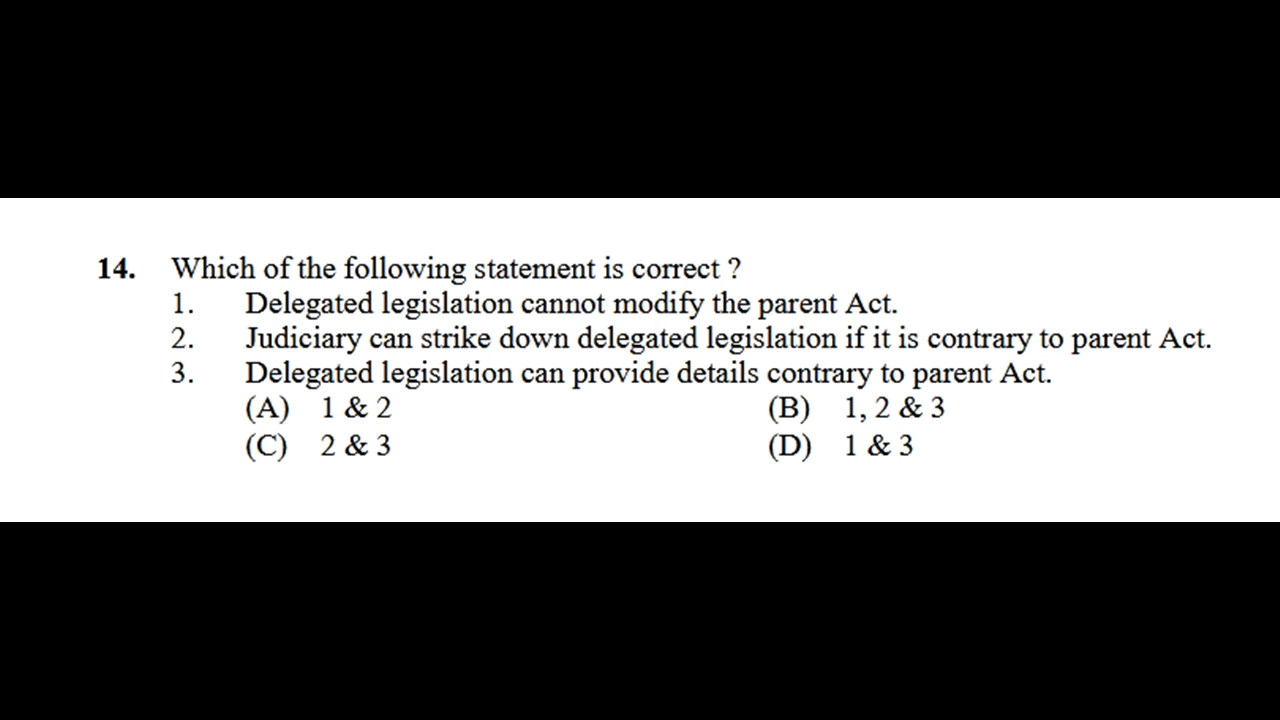 14. Which of the following statement is correct ?
1. Delegated legislation cannot modify the parent Act.
2. Judiciary can strike down delegated legislation if it is contrary to parent Act.
3. Delegated legislation can provide details contrary to parent Act.
(A) 1 & 2 (B) 1, 2 & 3
(C) 2 & 3 (D) 1 & 3